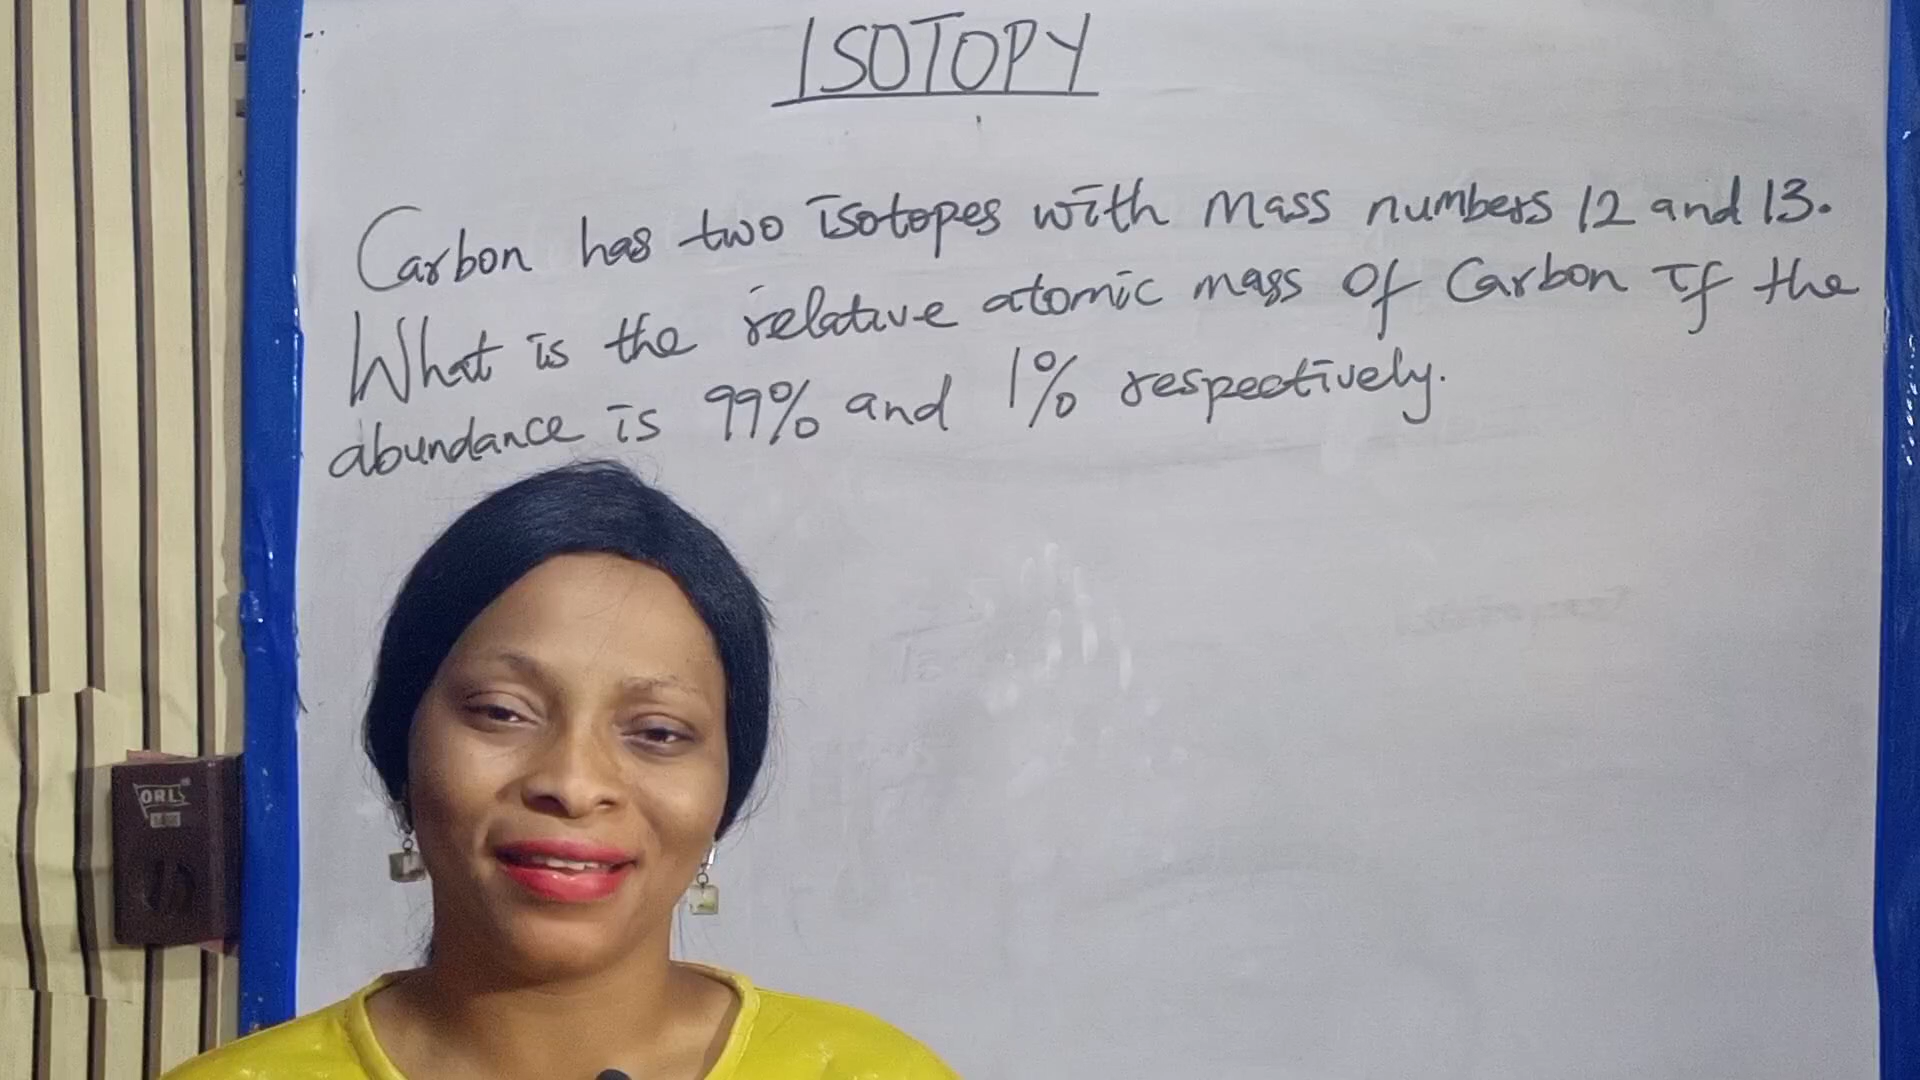 ISOTOPY
Carbon has two isotopes with mass numbers 12 and 13.
What is the relative atomic mass of Carbon if the
abundance is 99% and 1% respectively.
ORL